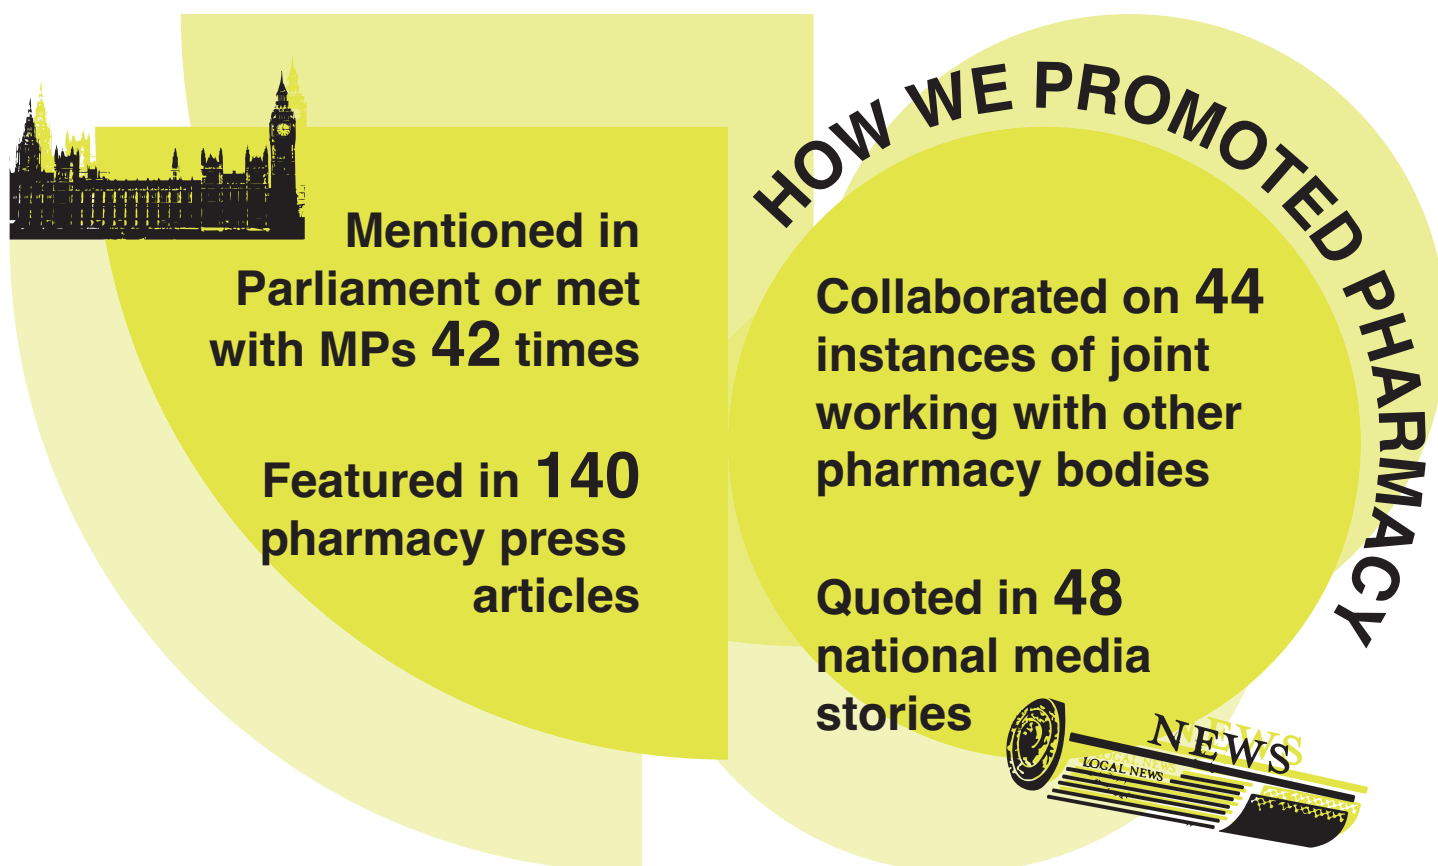 HOW WE PROMOTED PHARMACY
Mentioned in
Parliament or met
with MPs 42 times
Featured in 140
pharmacy press
articles
Collaborated on 44
instances of joint
working with other
pharmacy bodies
Quoted in 48
national media
stories
NEWS
LOCAL NEWS